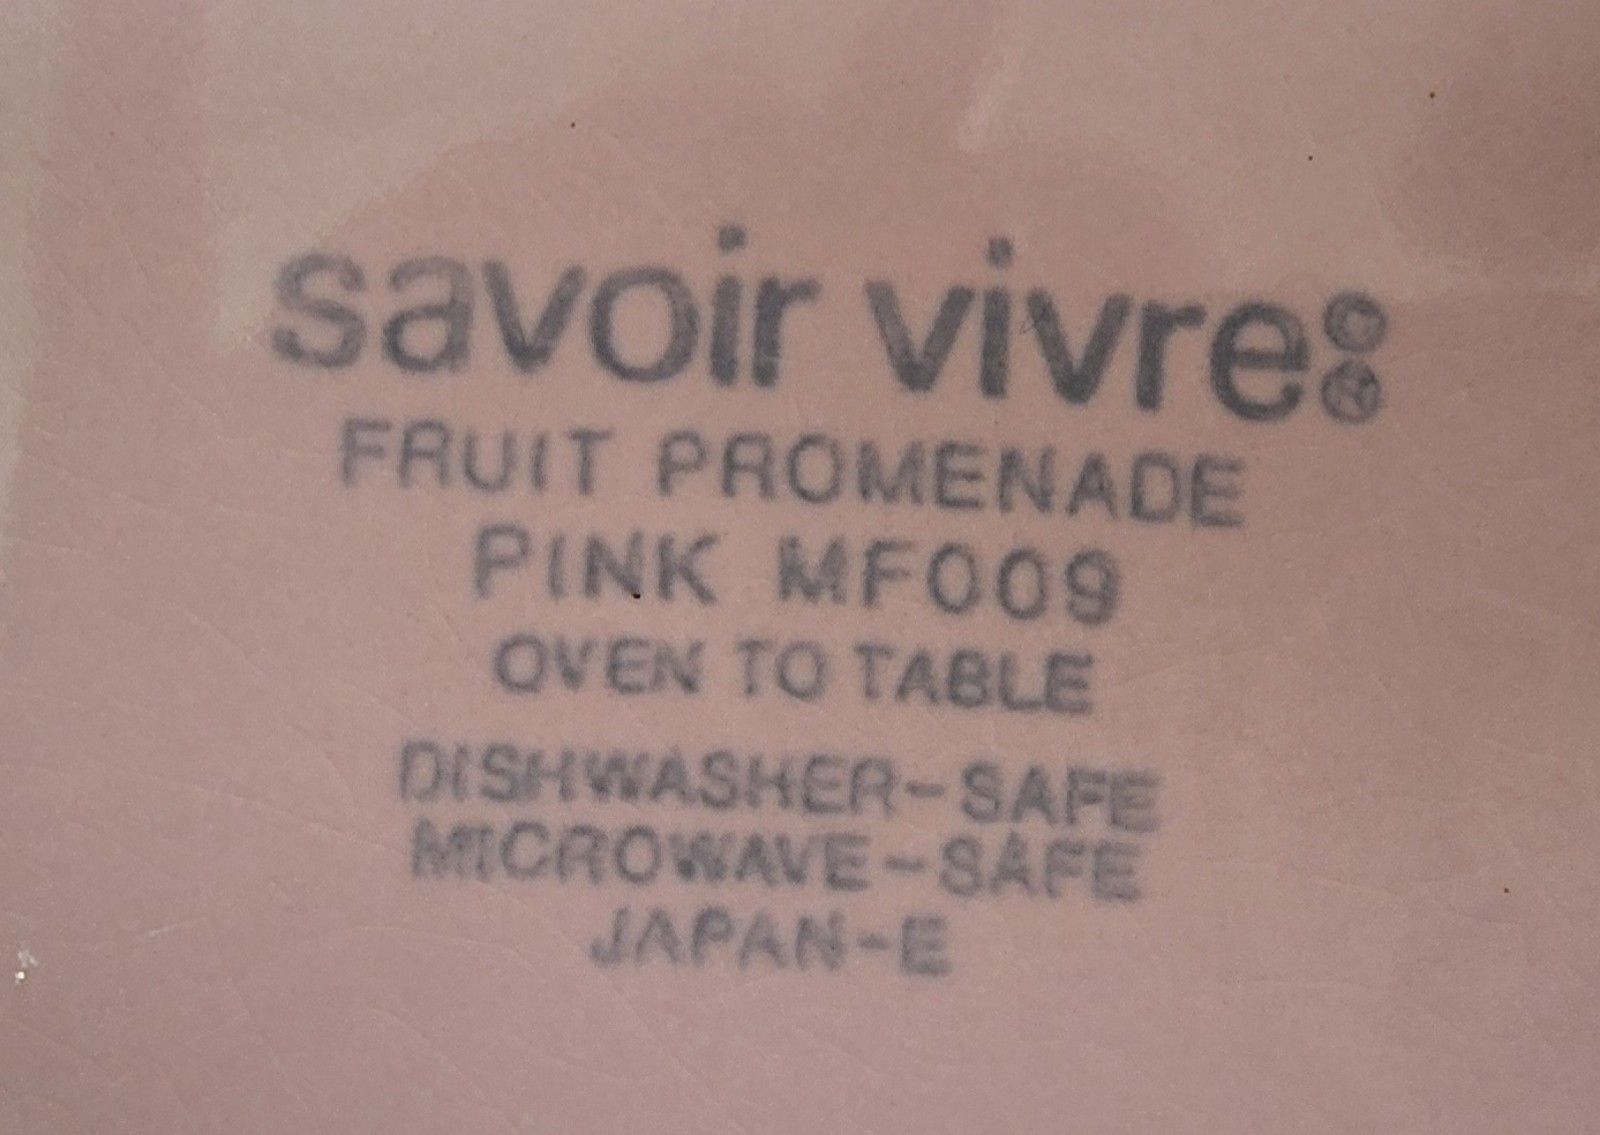 savoir vivre©®
FRUIT PROMENADE
PINK MF009
OVEN TO TABLE
DISHWASHER-SAFE
MICROWAVE-SAFE
JAPAN-E